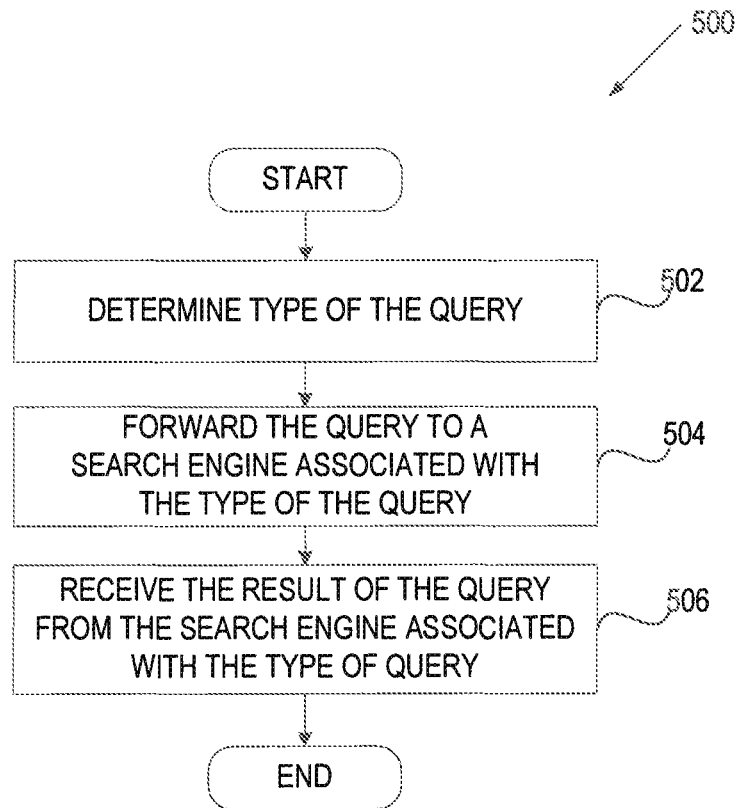 500
START
DETERMINE TYPE OF THE QUERY
502
FORWARD THE QUERY TO A
SEARCH ENGINE ASSOCIATED WITH
THE TYPE OF THE QUERY
504
RECEIVE THE RESULT OF THE QUERY
FROM THE SEARCH ENGINE ASSOCIATED
WITH THE TYPE OF QUERY
506
END